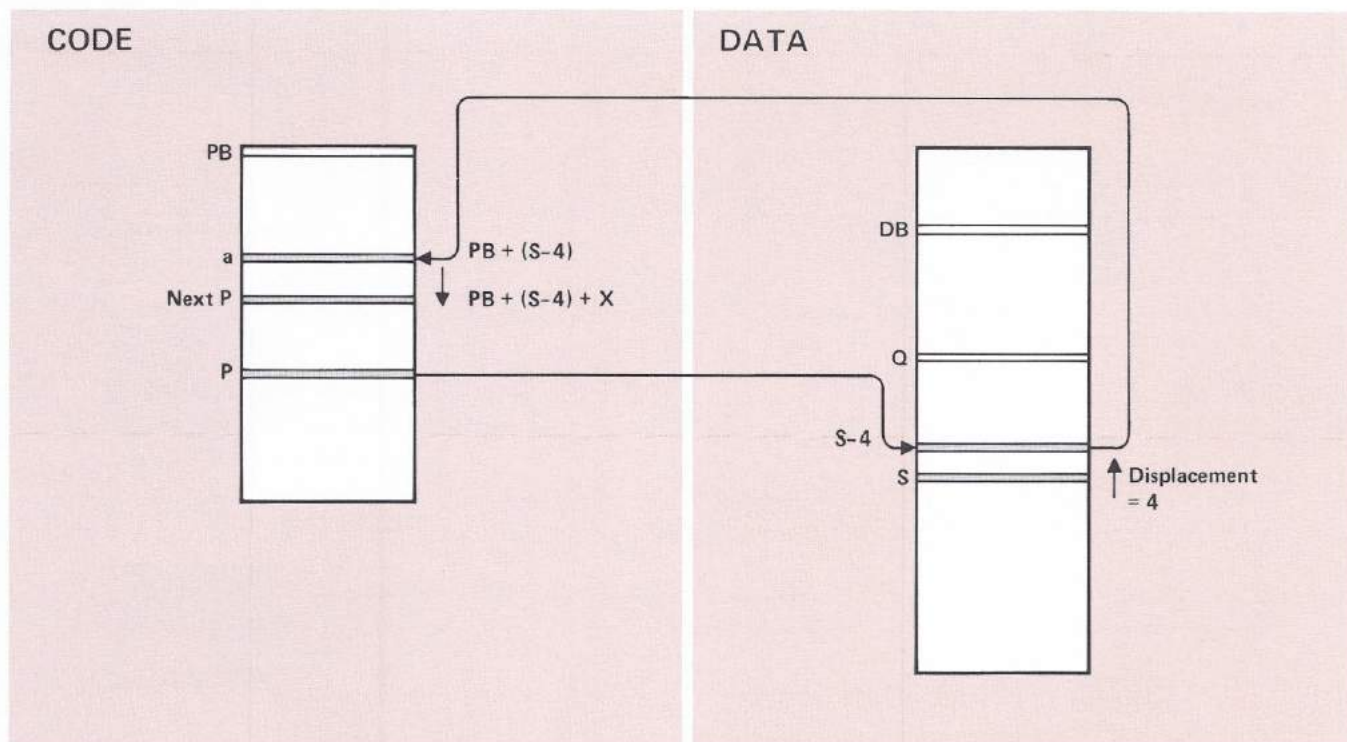 CODE
DATA
PB
DB
a
PB + (S-4)
Next P
PB + (S-4) + X
P
Q
S-4
S
Displacement
= 4